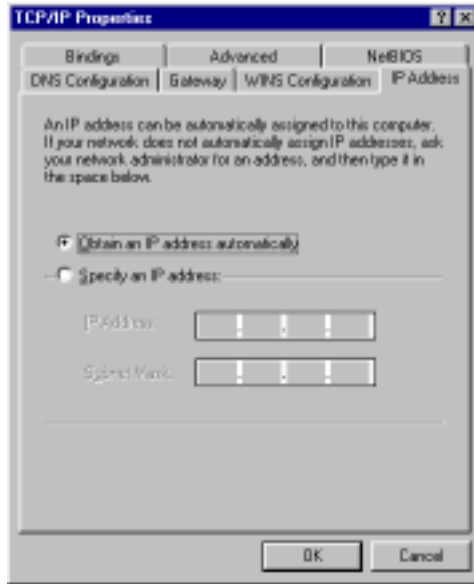 TCP/IP Properties
Bindings Advanced NetBIOS
DNS Configuration Gateway WINS Configuration IP Address
An IP address can be automatically assigned to this computer.
If your network does not automatically assign IP addresses, ask
your network administrator for an address, and then type it in
the space below.
Obtain an IP address automatically
Specify an IP address:
IP Address:
Subnet Mask:
OK Cancel